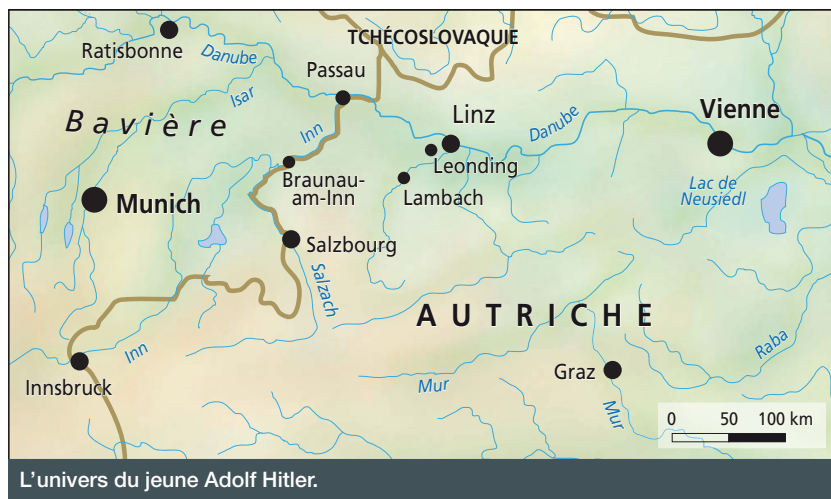 TCHÉCOSLOVAQUIE
Ratisbonne
Danube
Passau
Isar
Bavière
Inn
Linz
Danube
Vienne
Leonding
Braunau-
am-Inn
Lambach
Lac de
Neusiedl
Munich
Salzbourg
Salzach
AUTRICHE
Inn
Innsbruck
Mur
Graz
Mur
Raba
0 50 100 km
L'univers du jeune Adolf Hitler.